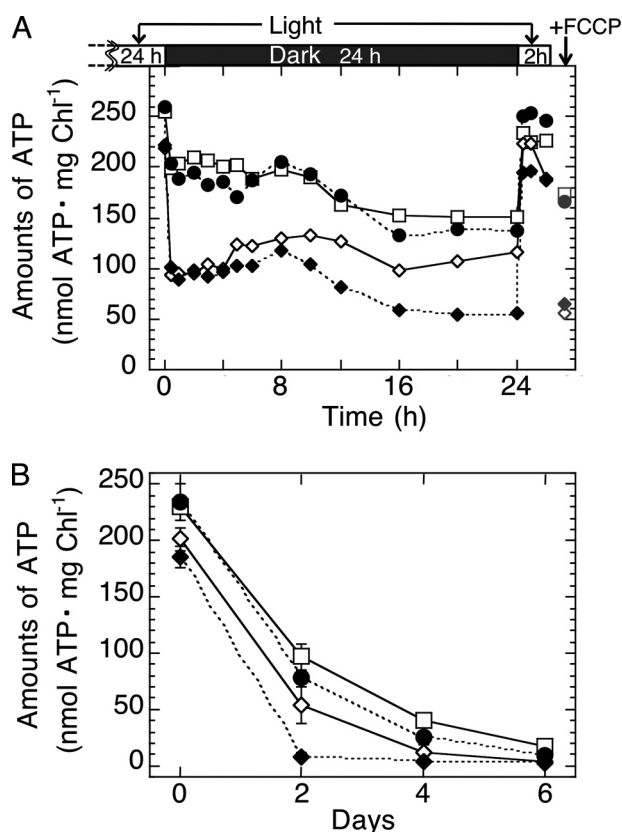 A
Light
+FCCP
24 h
Dark 24 h
2h
Amounts of ATP
(nmol ATP· mg Chl⁻¹)
250
200
150
100
50
0
0 8 16 24
Time (h)
B
Amounts of ATP
(nmol ATP· mg Chl⁻¹)
250
200
150
100
50
0
0 2 4 6
Days